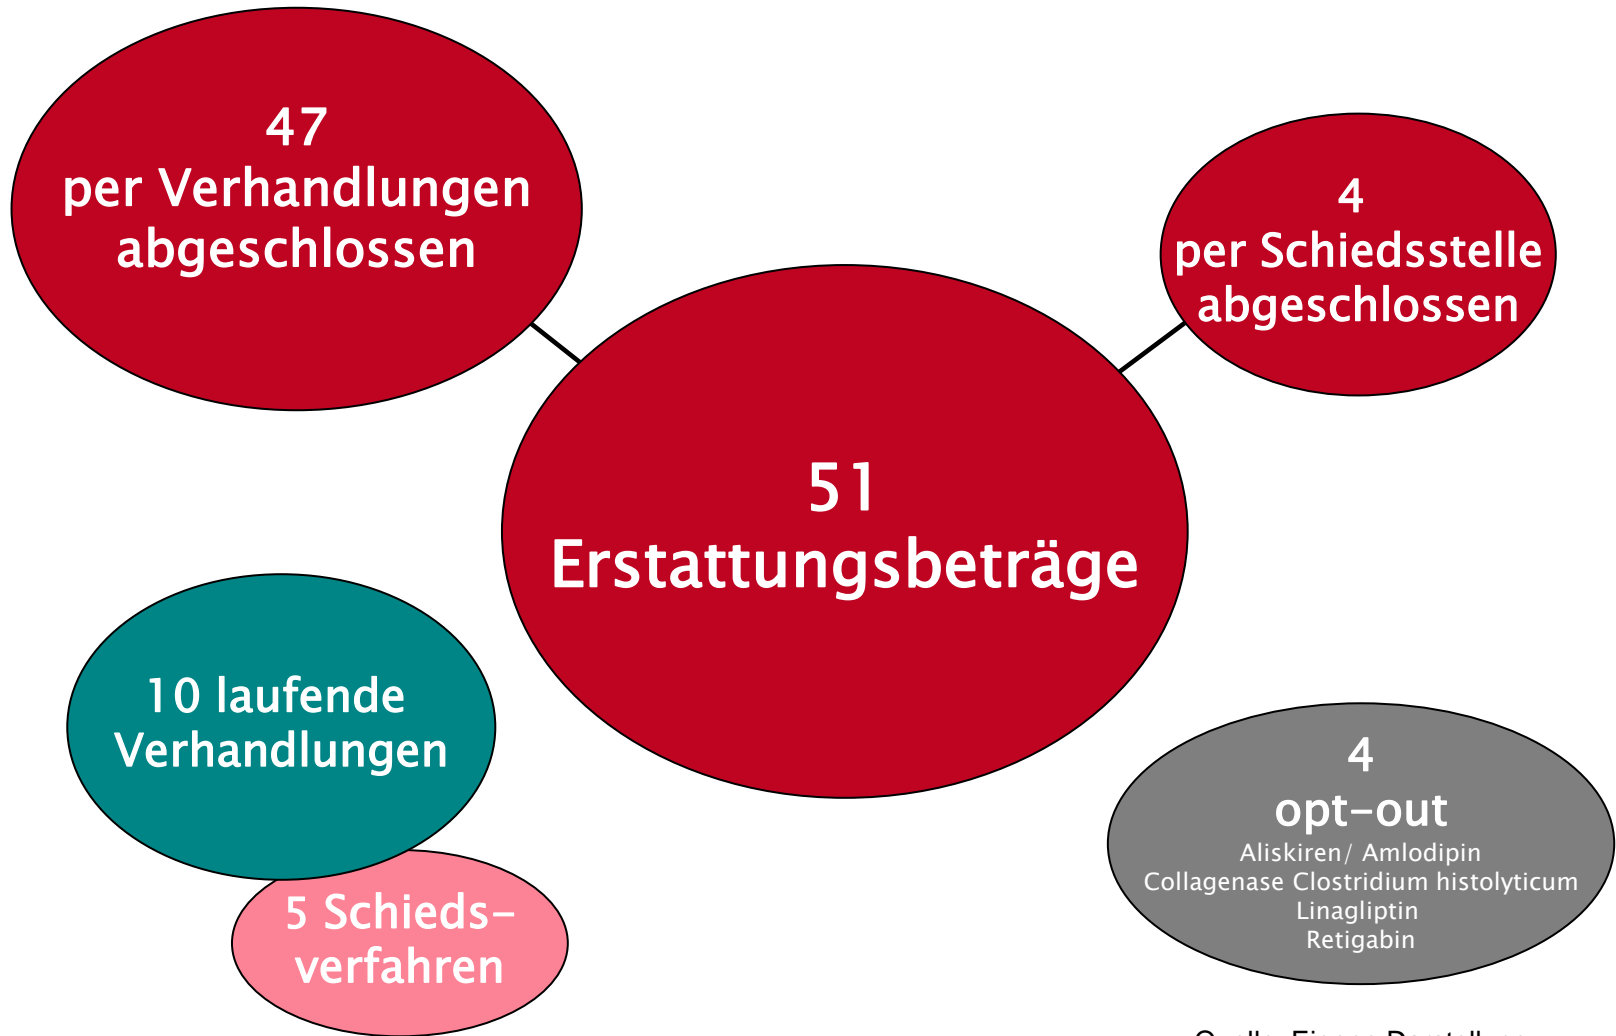 47
per Verhandlungen
abgeschlossen
4
per Schiedsstelle
abgeschlossen
51
Erstattungsbeträge
10 laufende
Verhandlungen
5 Schieds-
verfahren
4
opt-out
Aliskiren/ Amlodipin
Collagenase Clostridium histolyticum
Linagliptin
Retigabin